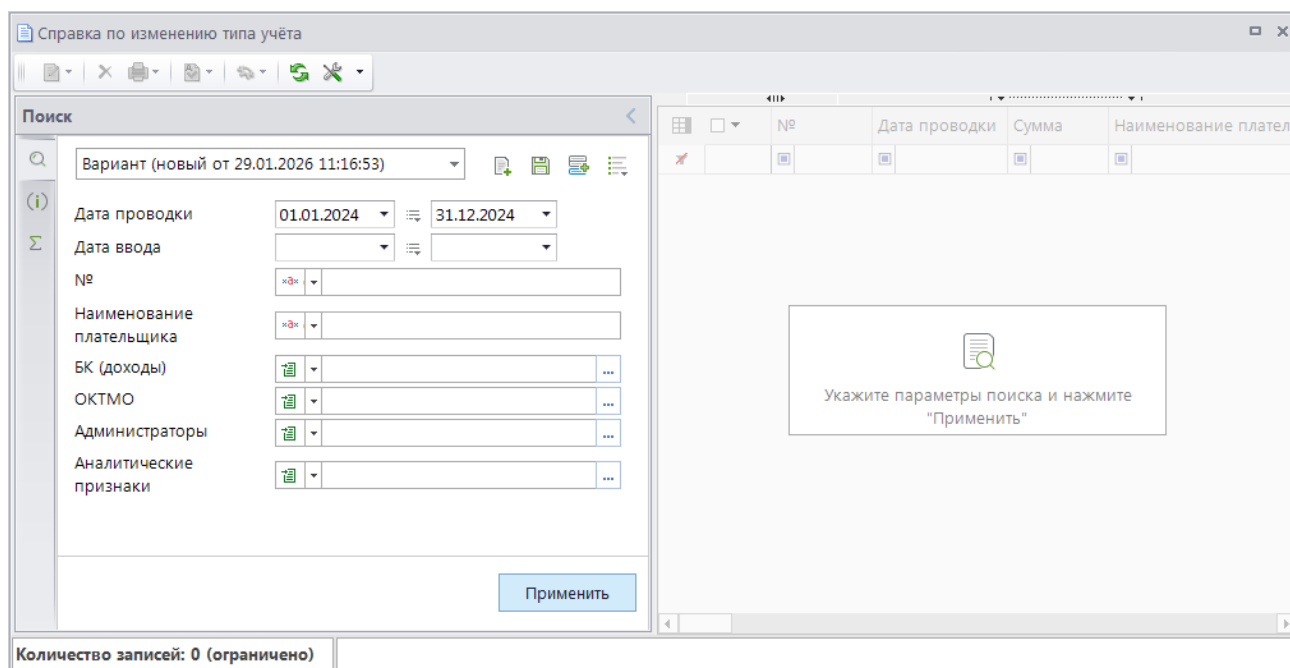 Справка по изменению типа учёта
Поиск
Вариант (новый от 29.01.2026 11:16:53)
Дата проводки 01.01.2024 31.12.2024
Дата ввода
№
Наименование
плательщика
БК (доходы)
ОКТМО
Администраторы
Аналитические
признаки
Применить
№ Дата проводки Сумма Наименование плател
Укажите параметры поиска и нажмите
"Применить"
Количество записей: 0 (ограничено)